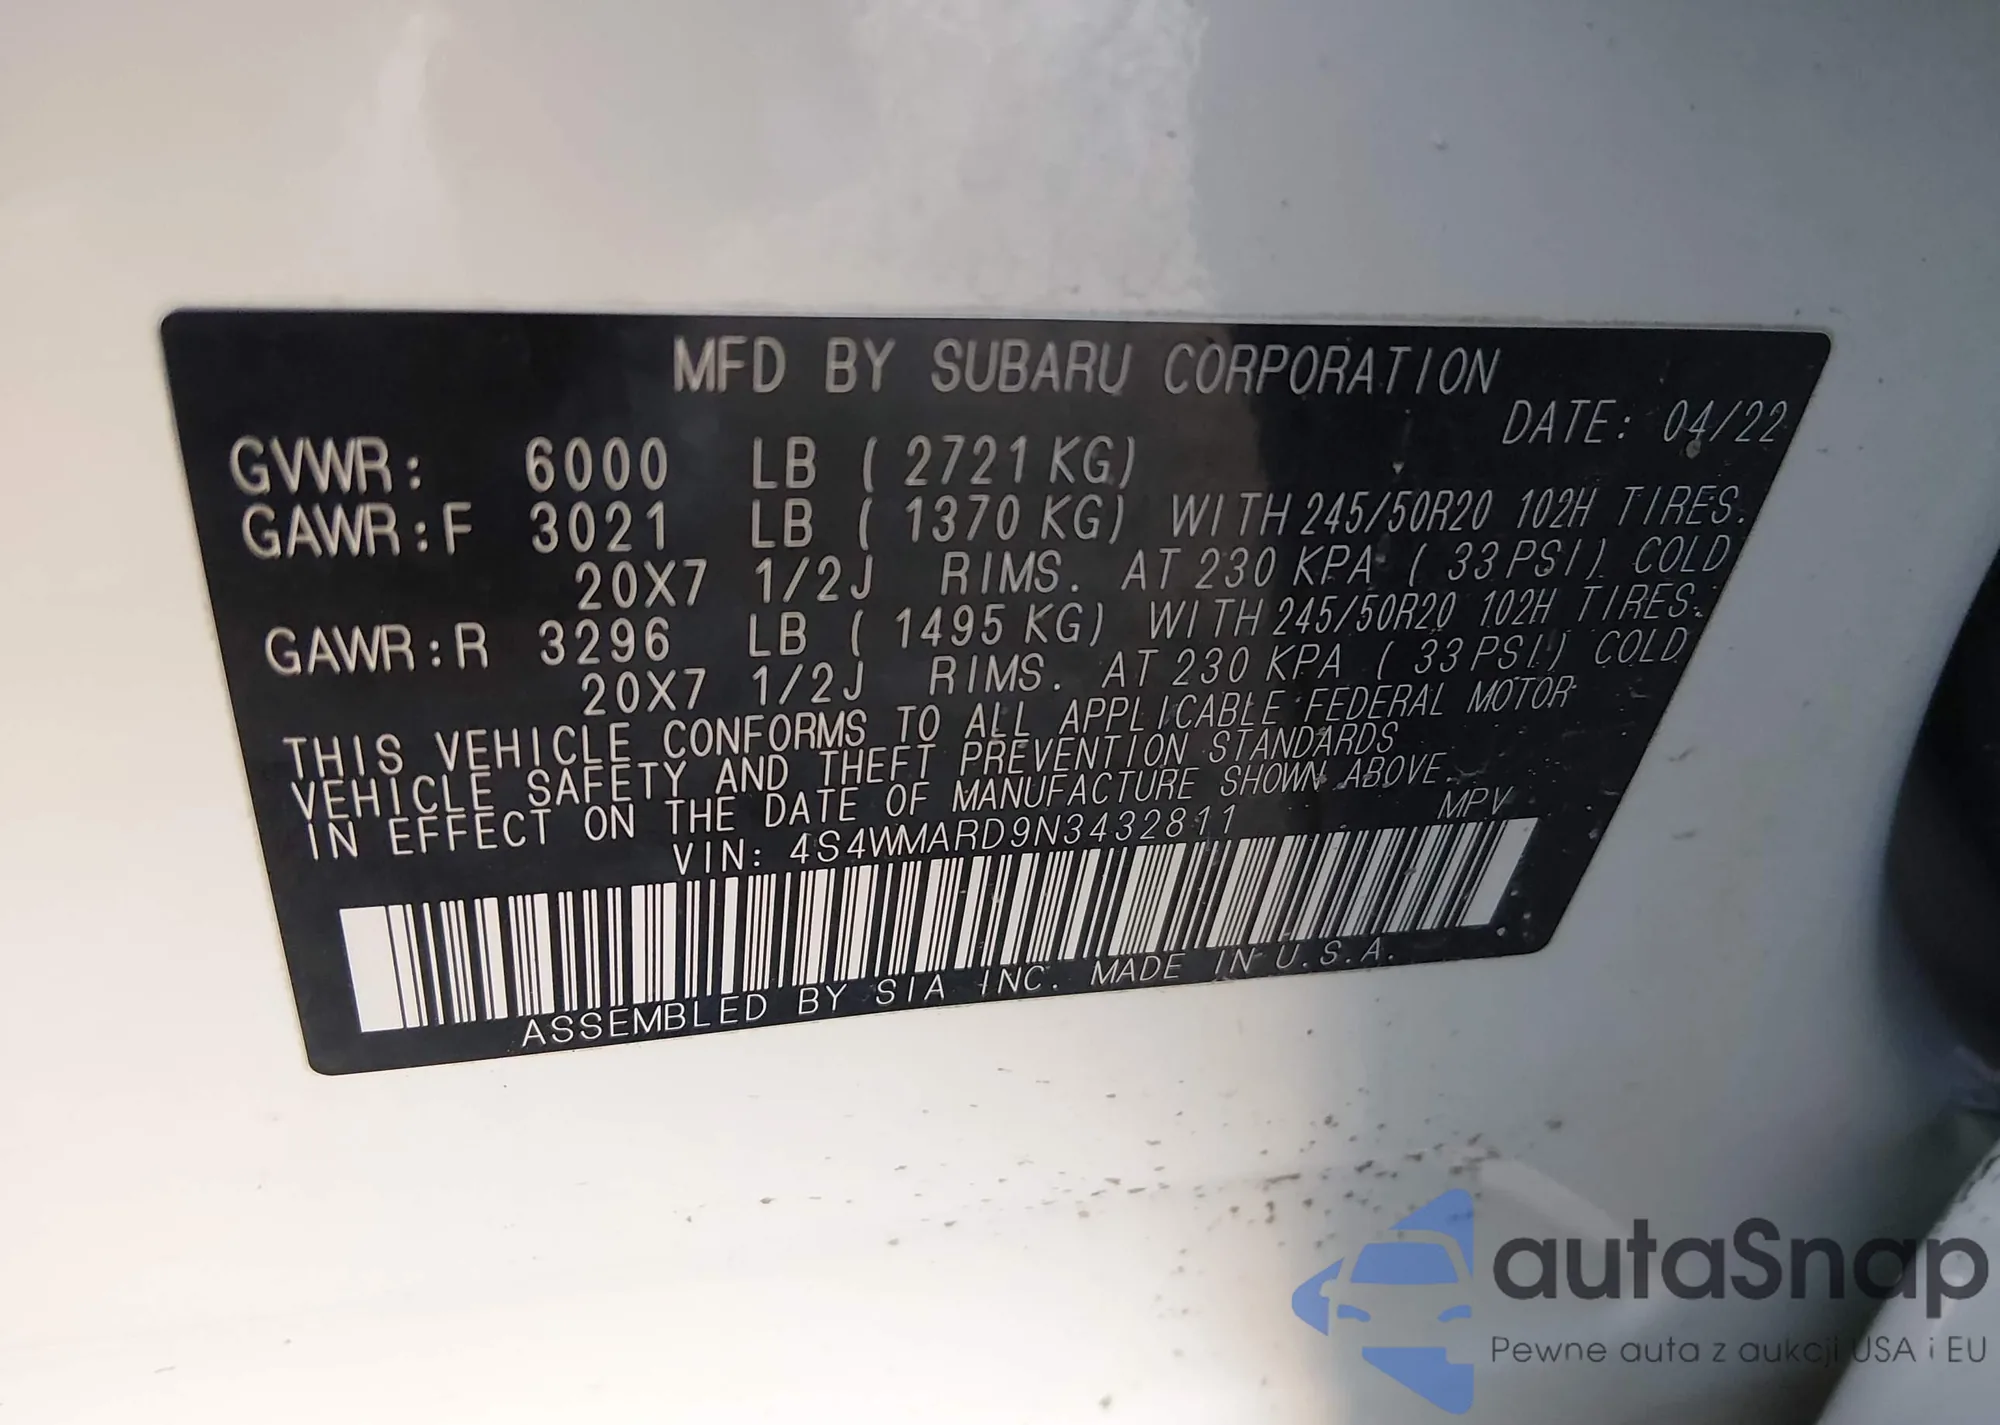 MFD BY SUBARU CORPORATION
DATE: 04/22
GVWR: 6000 LB ( 2721 KG)
GAWR:F 3021 LB ( 1370 KG) WITH 245/50R20 102H TIRES.
20X7 1/2J RIMS. AT 230 KPA ( 33 PSI) COLD
GAWR:R 3296 LB ( 1495 KG) WITH 245/50R20 102H TIRES.
20X7 1/2J RIMS. AT 230 KPA ( 33 PSI) COLD
THIS VEHICLE CONFORMS TO ALL APPLICABLE FEDERAL MOTOR
VEHICLE SAFETY AND THEFT PREVENTION STANDARDS
IN EFFECT ON THE DATE OF MANUFACTURE SHOWN ABOVE.
VIN: 4S4WMARD9N3432811 MPV
ASSEMBLED BY SIA INC. MADE IN U.S.A.
autaSnap
Pewne auta z aukcji USA i EU